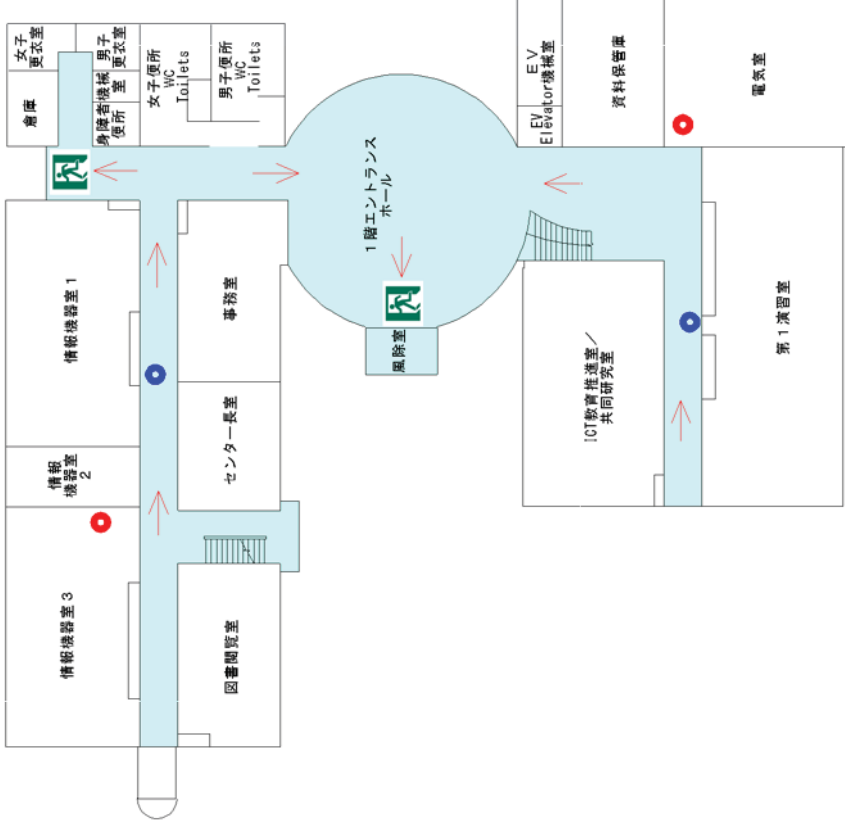 女子
更衣室
男子
更衣室
倉庫
機械
室
身障者
便所
女子便所
WC
Toilets
男子便所
WC
Toilets
1階エントランス
ホール
EV
Elevator機械室
EV
Elevator
資料保管庫
電気室
情報機器室1
事務室
風除室
第1演習室
ICT教育推進室/
共同研究室
センター長室
情報
機器室
2
情報機器室3
図書閲覧室